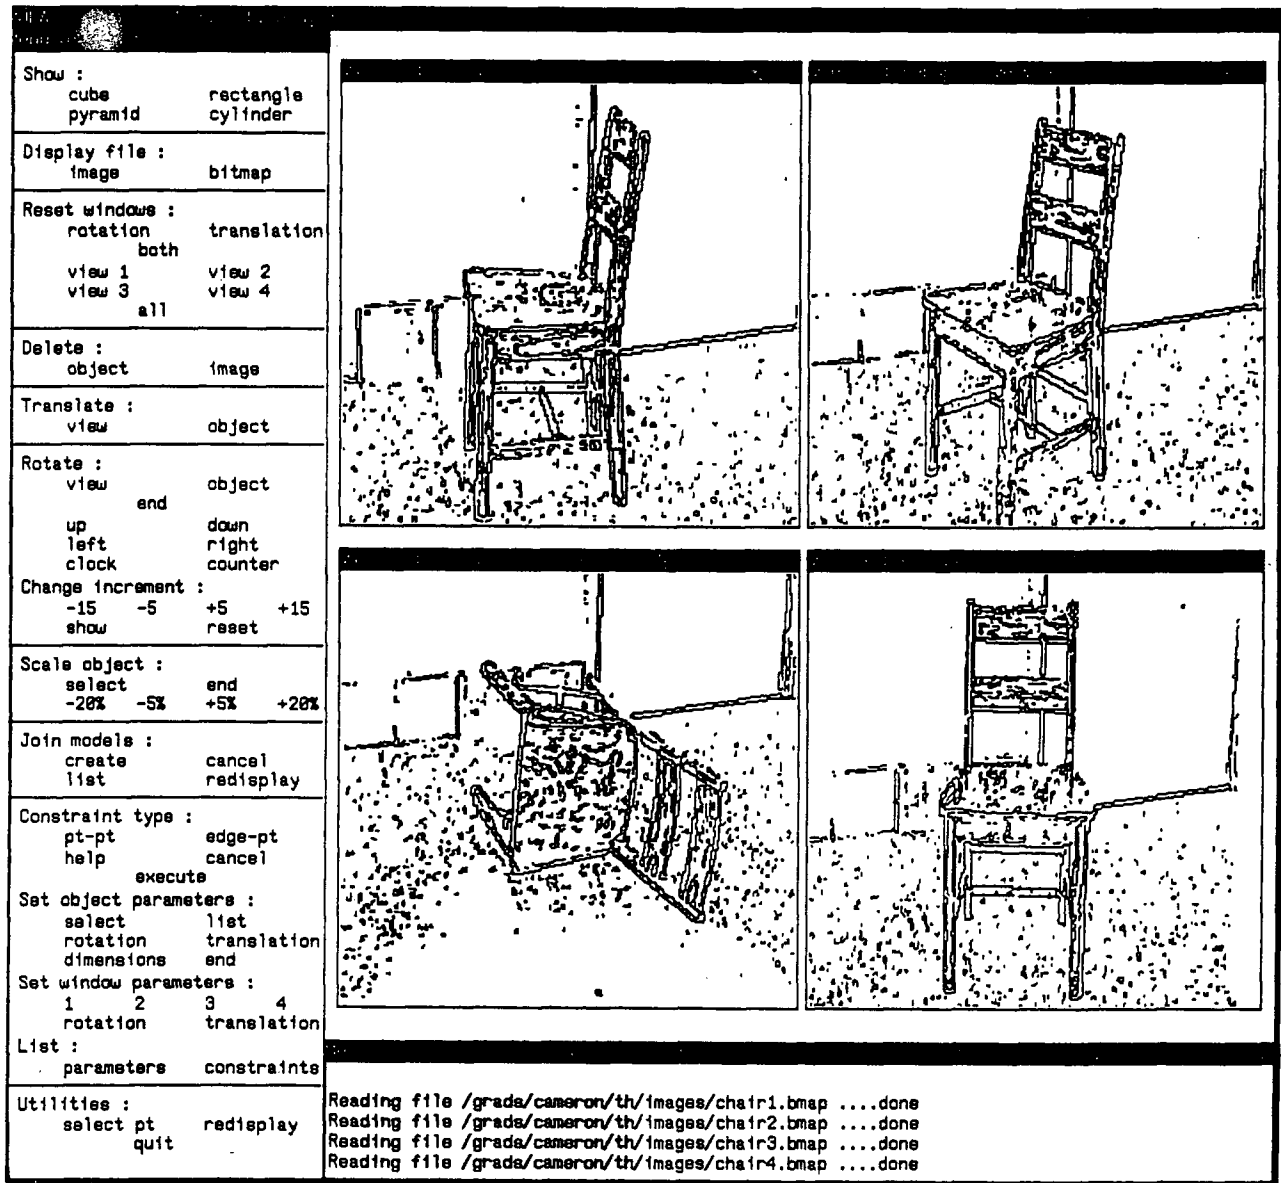 Show :
cube rectangle
pyramid cylinder
Display file :
image bitmap
Reset windows :
rotation translation
both
view 1 view 2
view 3 view 4
all
Delete :
object image
Translate :
view object
Rotate :
view object
end
up down
left right
clock counter
Change increment :
-15 -5 +5 +15
show reset
Scale object :
select end
-20% -5% +5% +20%
Join models :
create cancel
list redisplay
Constraint type :
pt-pt edge-pt
help cancel
execute
Set object parameters :
select list
rotation translation
dimensions end
Set window parameters :
1 2 3 4
rotation translation
List :
parameters constraints
Utilities :
select pt redisplay
quit
Reading file /grads/cameron/th/images/chair1.bmap ....done
Reading file /grads/cameron/th/images/chair2.bmap ....done
Reading file /grads/cameron/th/images/chair3.bmap ....done
Reading file /grads/cameron/th/images/chair4.bmap ....done